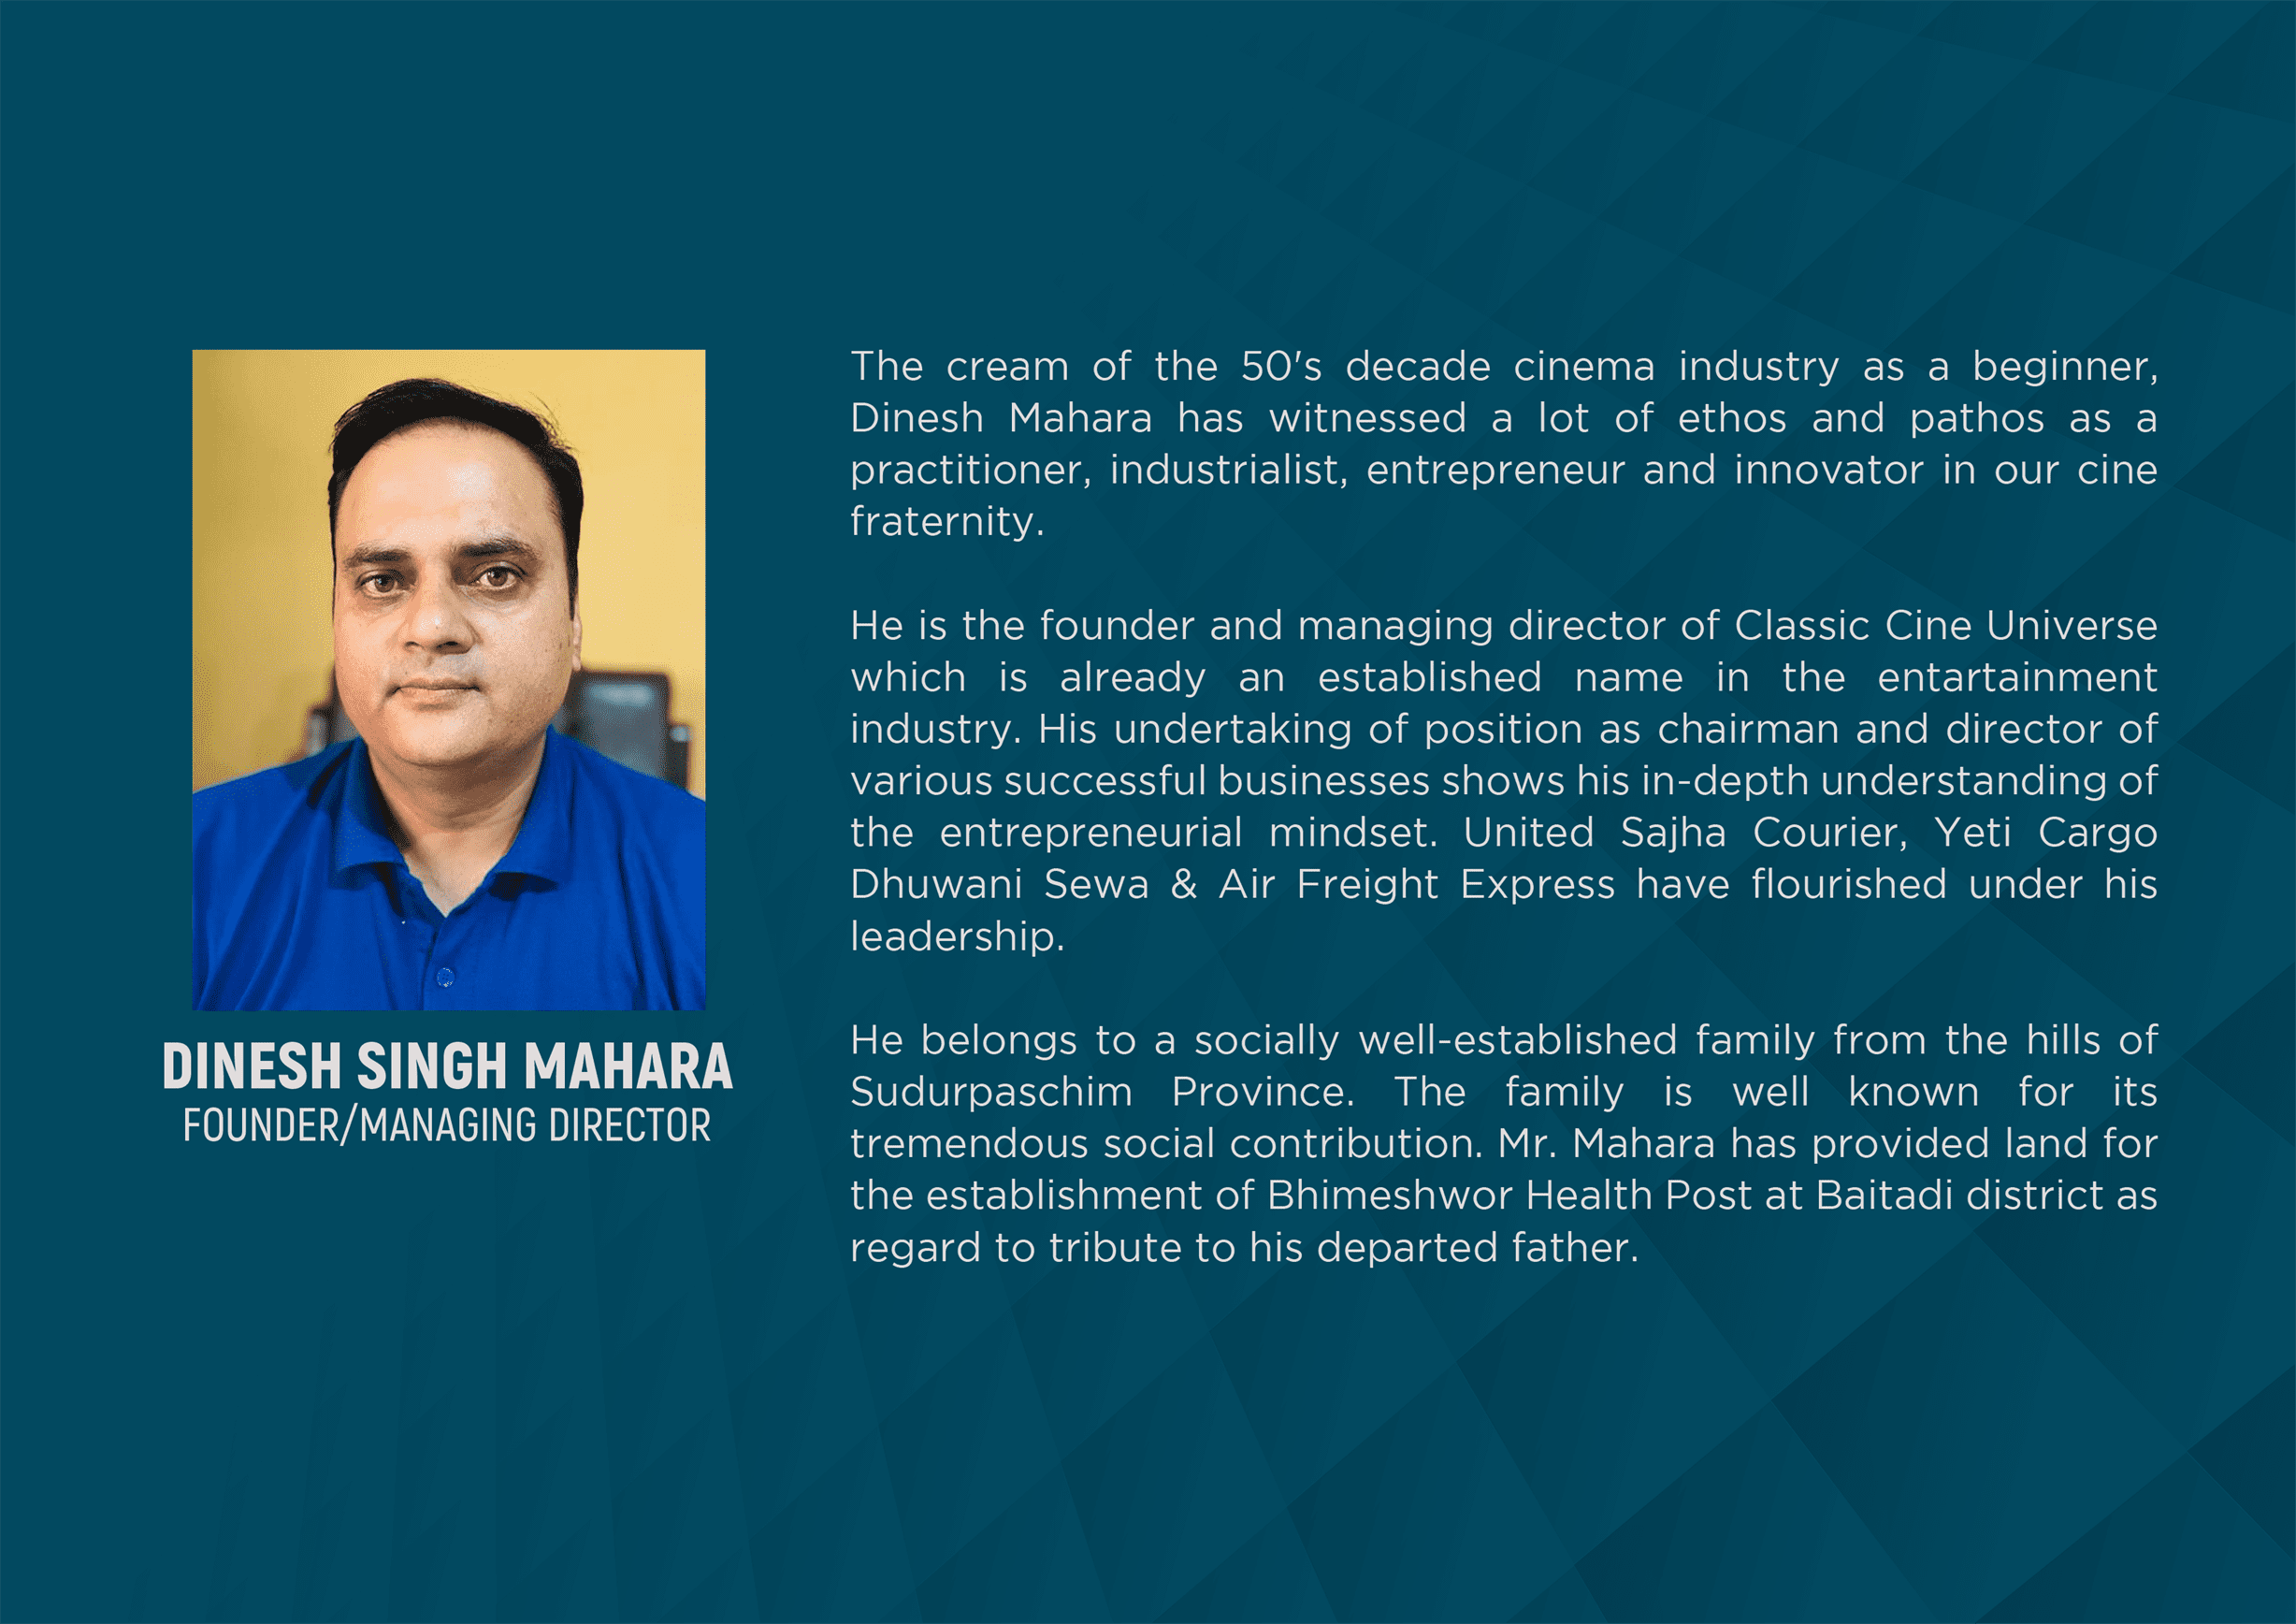 The cream of the 50's decade cinema industry as a beginner,
Dinesh Mahara has witnessed a lot of ethos and pathos as a
practitioner, industrialist, entrepreneur and innovator in our cine
fraternity.
He is the founder and managing director of Classic Cine Universe
which is already an established name in the entartainment
industry. His undertaking of position as chairman and director of
various successful businesses shows his in-depth understanding of
the entrepreneurial mindset. United Sajha Courier, Yeti Cargo
Dhuwani Sewa & Air Freight Express have flourished under his
leadership.
He belongs to a socially well-established family from the hills of
Sudurpaschim Province. The family is well known for its
tremendous social contribution. Mr. Mahara has provided land for
the establishment of Bhimeshwor Health Post at Baitadi district as
regard to tribute to his departed father.
DINESH SINGH MAHARA
FOUNDER/MANAGING DIRECTOR